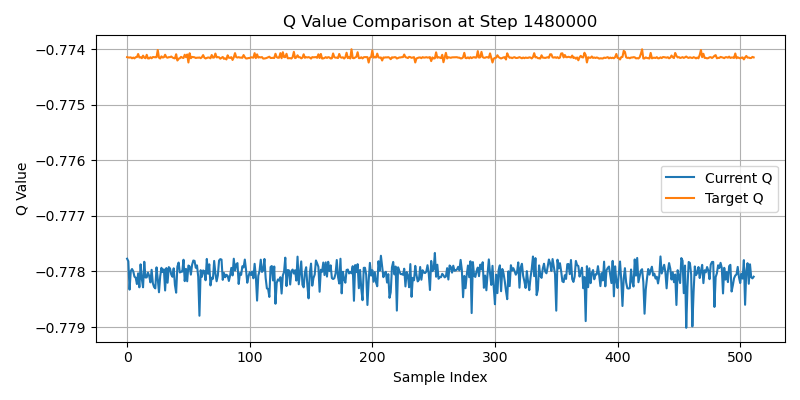 Q Value Comparison at Step 1480000
Q Value
−0.774
−0.775
−0.776
−0.777
−0.778
−0.779
Current Q
Target Q
0
100
200
300
400
500
Sample Index